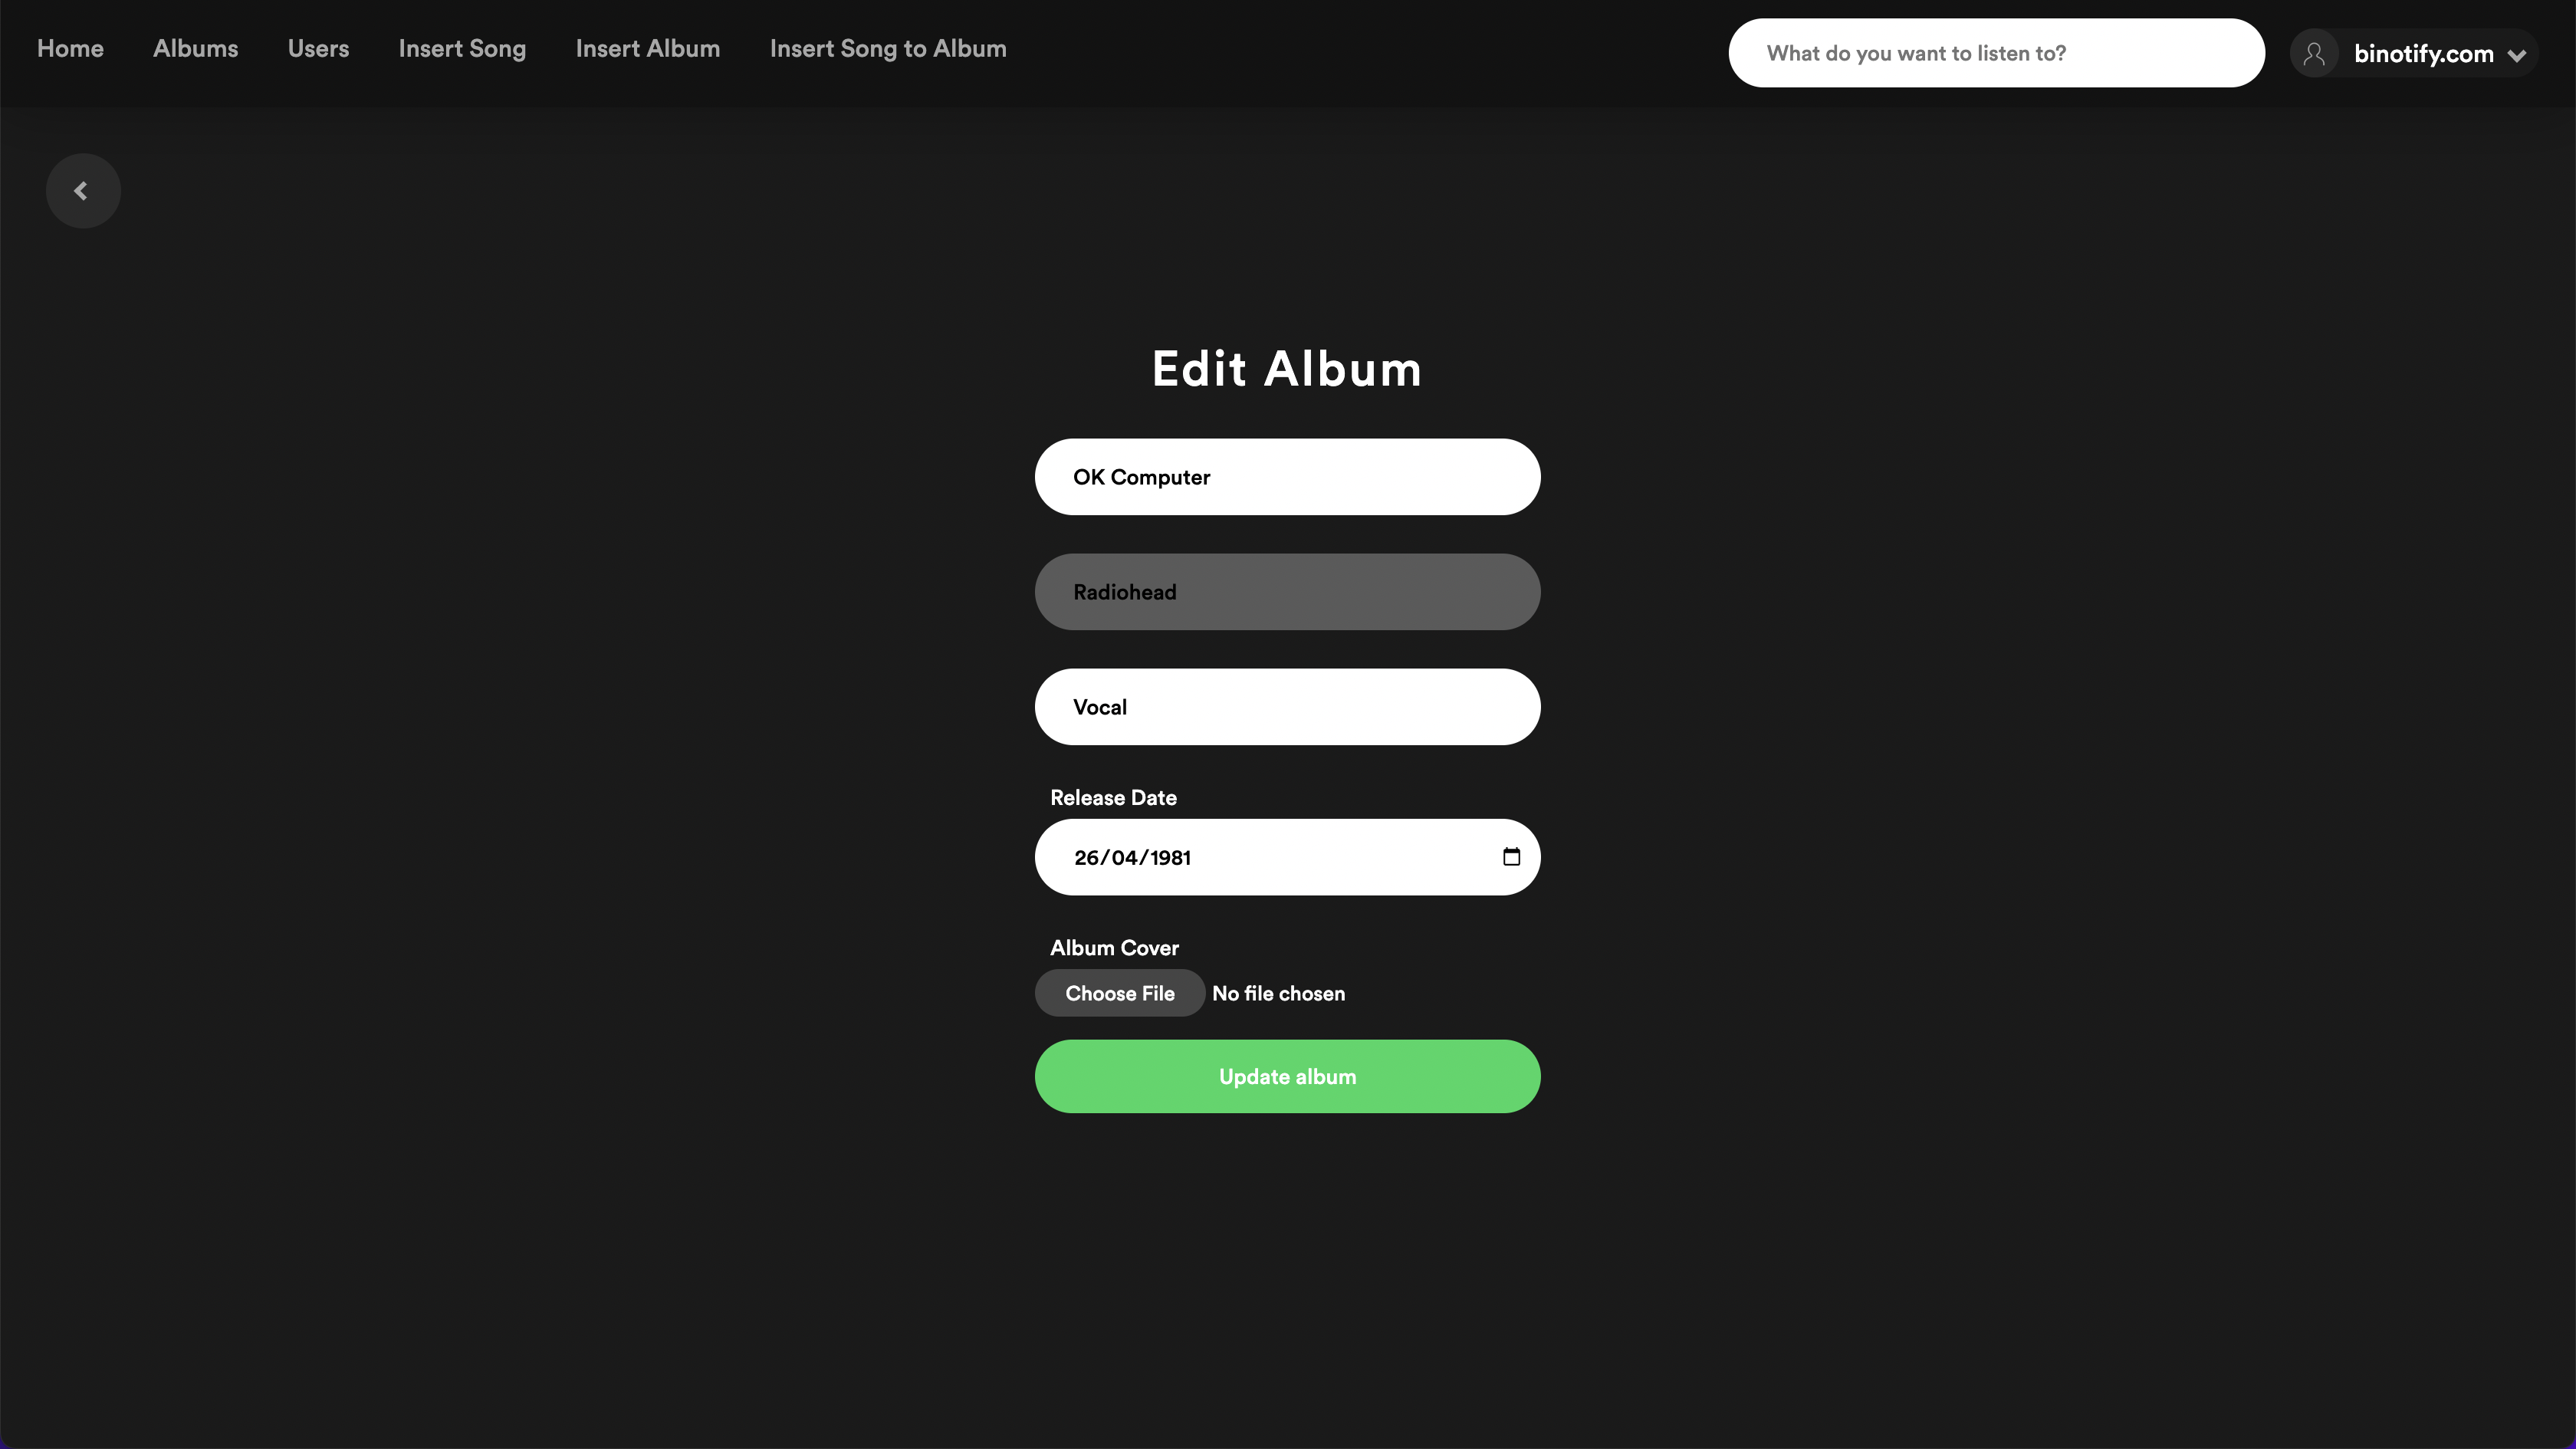 Home Albums Users Insert Song Insert Album Insert Song to Album What do you want to listen to? binotify.com
Edit Album
OK Computer
Radiohead
Vocal
Release Date
26/04/1981
Album Cover
Choose File No file chosen
Update album